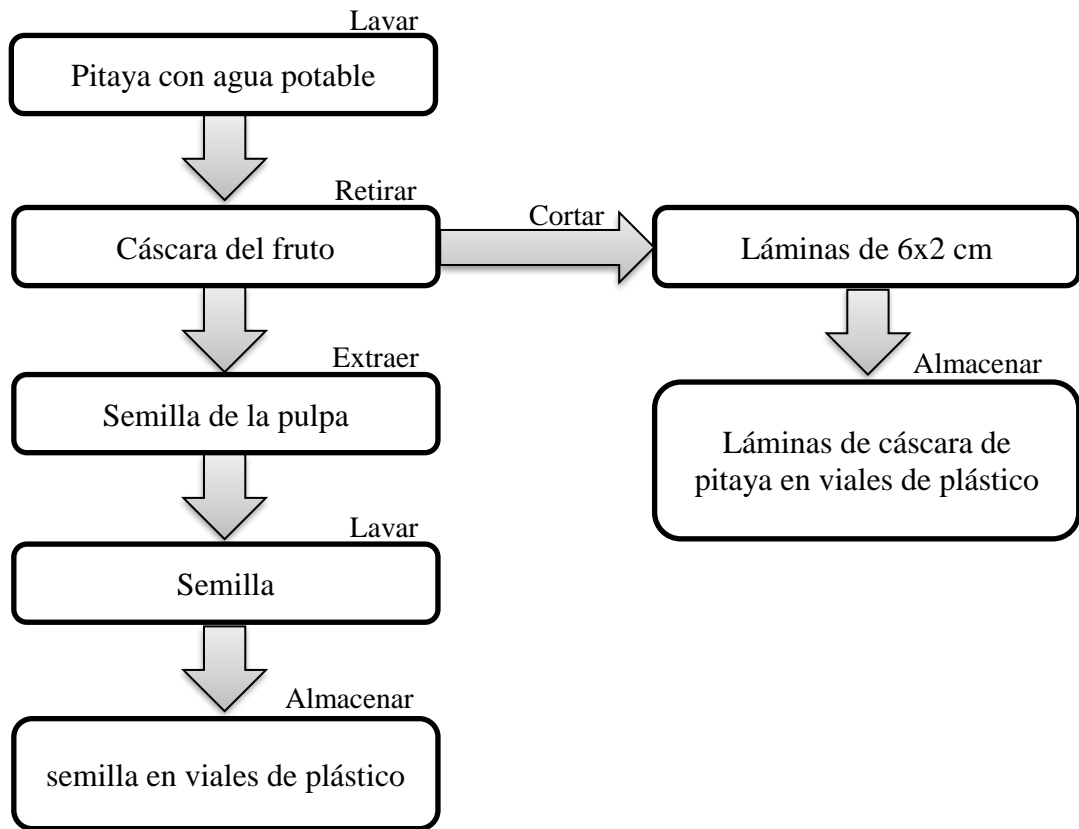 Lavar
Pitaya con agua potable
Retirar
Cáscara del fruto
Cortar
Láminas de 6x2 cm
Extraer
Semilla de la pulpa
Almacenar
Láminas de cáscara de
pitaya en viales de plástico
Lavar
Semilla
Almacenar
semilla en viales de plástico